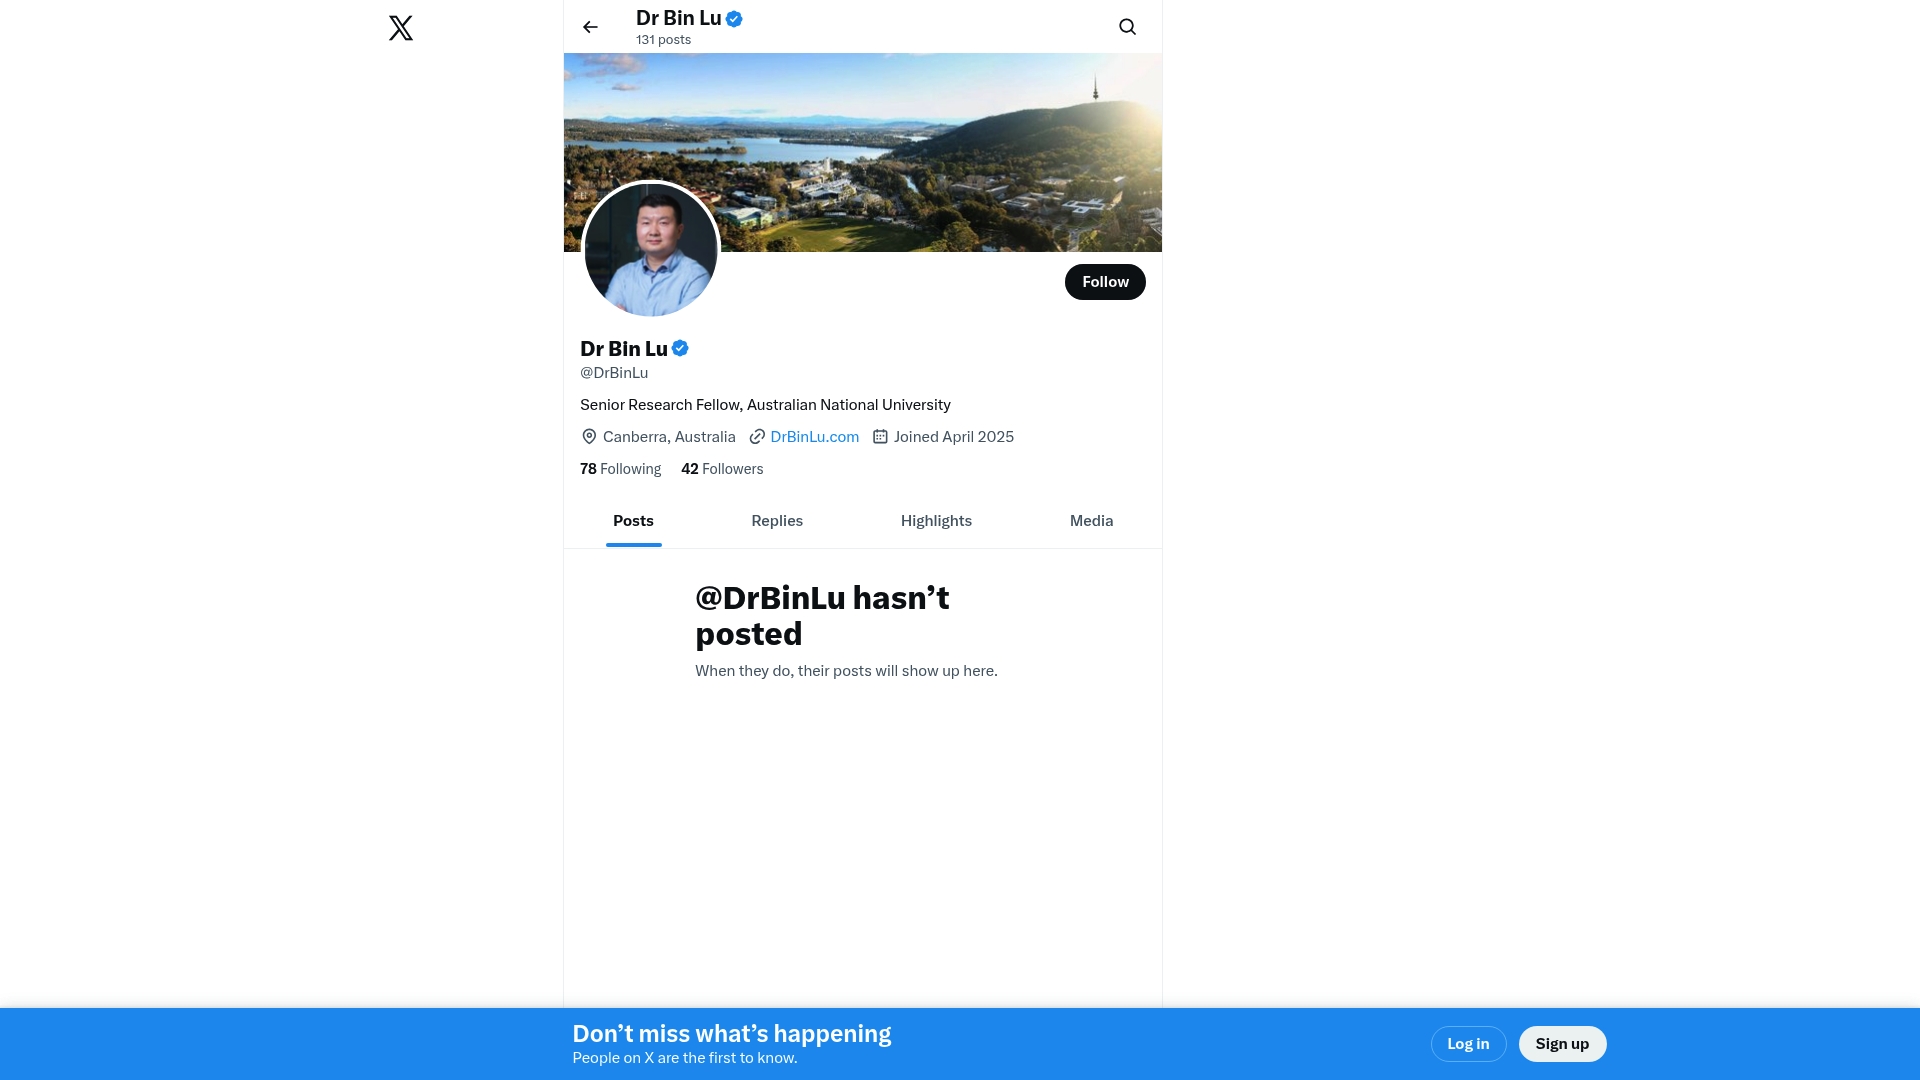 Dr Bin Lu
131 posts
Follow
Dr Bin Lu
@DrBinLu
Senior Research Fellow, Australian National University
Canberra, Australia DrBinLu.com Joined April 2025
78 Following 42 Followers
Posts Replies Highlights Media
@DrBinLu hasn’t
posted
When they do, their posts will show up here.
Don’t miss what’s happening
People on X are the first to know.
Log in Sign up